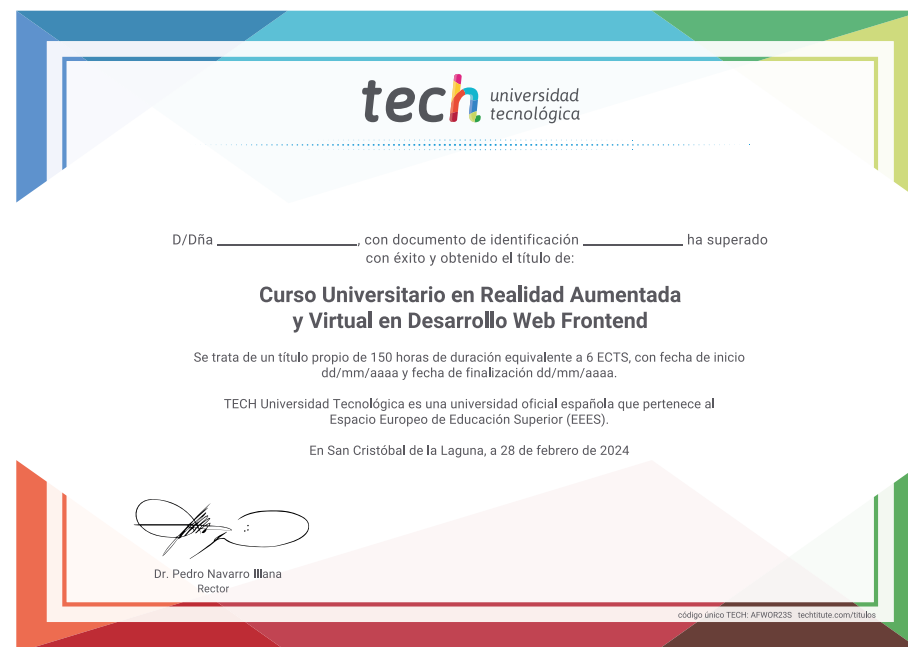 tech universidad
tecnológica
D/Dña ____________________, con documento de identificación ______________ ha superado
con éxito y obtenido el título de:
Curso Universitario en Realidad Aumentada
y Virtual en Desarrollo Web Frontend
Se trata de un título propio de 150 horas de duración equivalente a 6 ECTS, con fecha de inicio
dd/mm/aaaa y fecha de finalización dd/mm/aaaa.
TECH Universidad Tecnológica es una universidad oficial española que pertenece al
Espacio Europeo de Educación Superior (EEES).
En San Cristóbal de la Laguna, a 28 de febrero de 2024
Dr. Pedro Navarro Illana
Rector
código único TECH: AFWOR23S techtitute.com/titulos